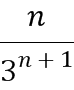 n
3^{n + 1}